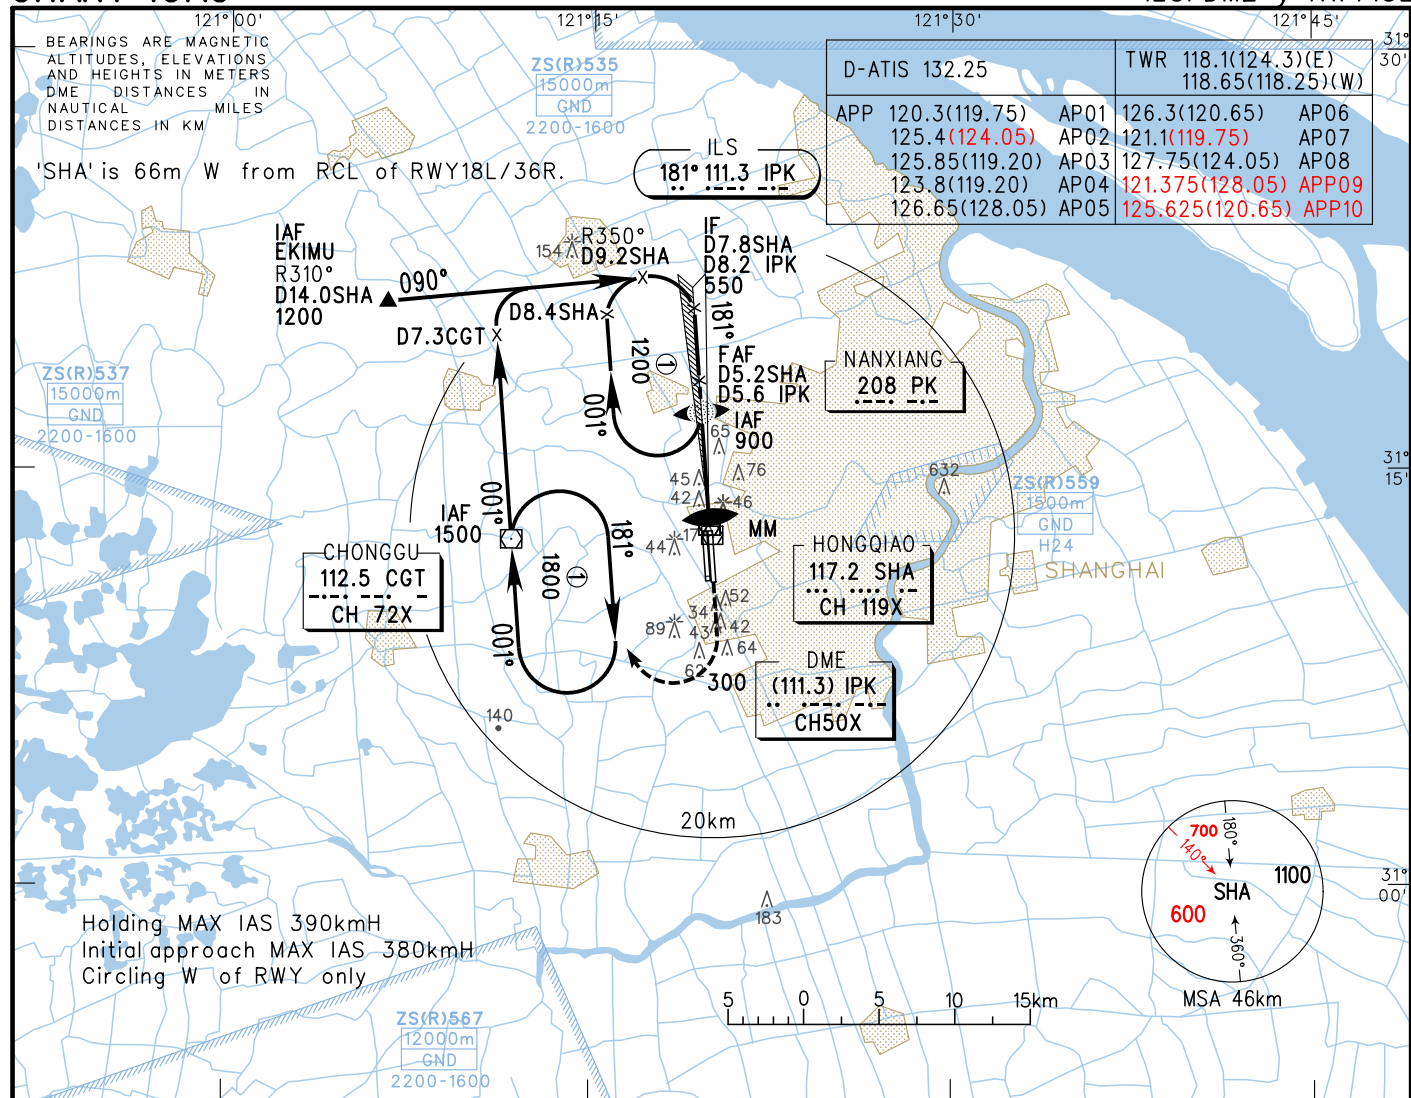 121°00'
121°15'
121°30'
121°45'
31°
30'
BEARINGS ARE MAGNETIC
ALTITUDES, ELEVATIONS
AND HEIGHTS IN METERS
DME DISTANCES IN
NAUTICAL MILES
DISTANCES IN KM
'SHA' is 66m W from RCL of RWY18L/36R.
ZS(R)535
15000m
GND
2200-1600
D-ATIS 132.25
TWR 118.1(124.3)(E)
118.65(118.25)(W)
APP 120.3(119.75) AP01 126.3(120.65) AP06
125.4(124.05) AP02 121.1(119.75) AP07
125.85(119.20) AP03 127.75(124.05) AP08
123.8(119.20) AP04 121.375(128.05) APP09
126.65(128.05) AP05 125.625(120.65) APP10
ILS
181° 111.3 IPK
IAF
EKIMU
R310°
D14.0SHA
1200
090°
154
R350°
D9.2SHA
IF
D7.8SHA
D8.2 IPK
550
181°
D8.4SHA
D7.3CGT
1200
1
FAF
D5.2SHA
D5.6 IPK
IAF
900
001°
NANXIANG
208 PK
ZS(R)537
15000m
GND
2200-1600
65
76
45
42
46
17
44
632
31°
15'
ZS(R)559
1500m
GND
H24
IAF
1500
001°
181°
1800
1
001°
MM
CHONGGU
112.5 CGT
CH 72X
HONGQIAO
117.2 SHA
CH 119X
SHANGHAI
52
34
42
43
89
64
62
300
DME
(111.3) IPK
CH50X
140
20km
183
700
180°
140°
SHA
1100
600
360°
MSA 46km
31°
00'
Holding MAX IAS 390kmH
Initial approach MAX IAS 380kmH
Circling W of RWY only
5 0 5 10 15km
ZS(R)567
12000m
GND
2200-1600